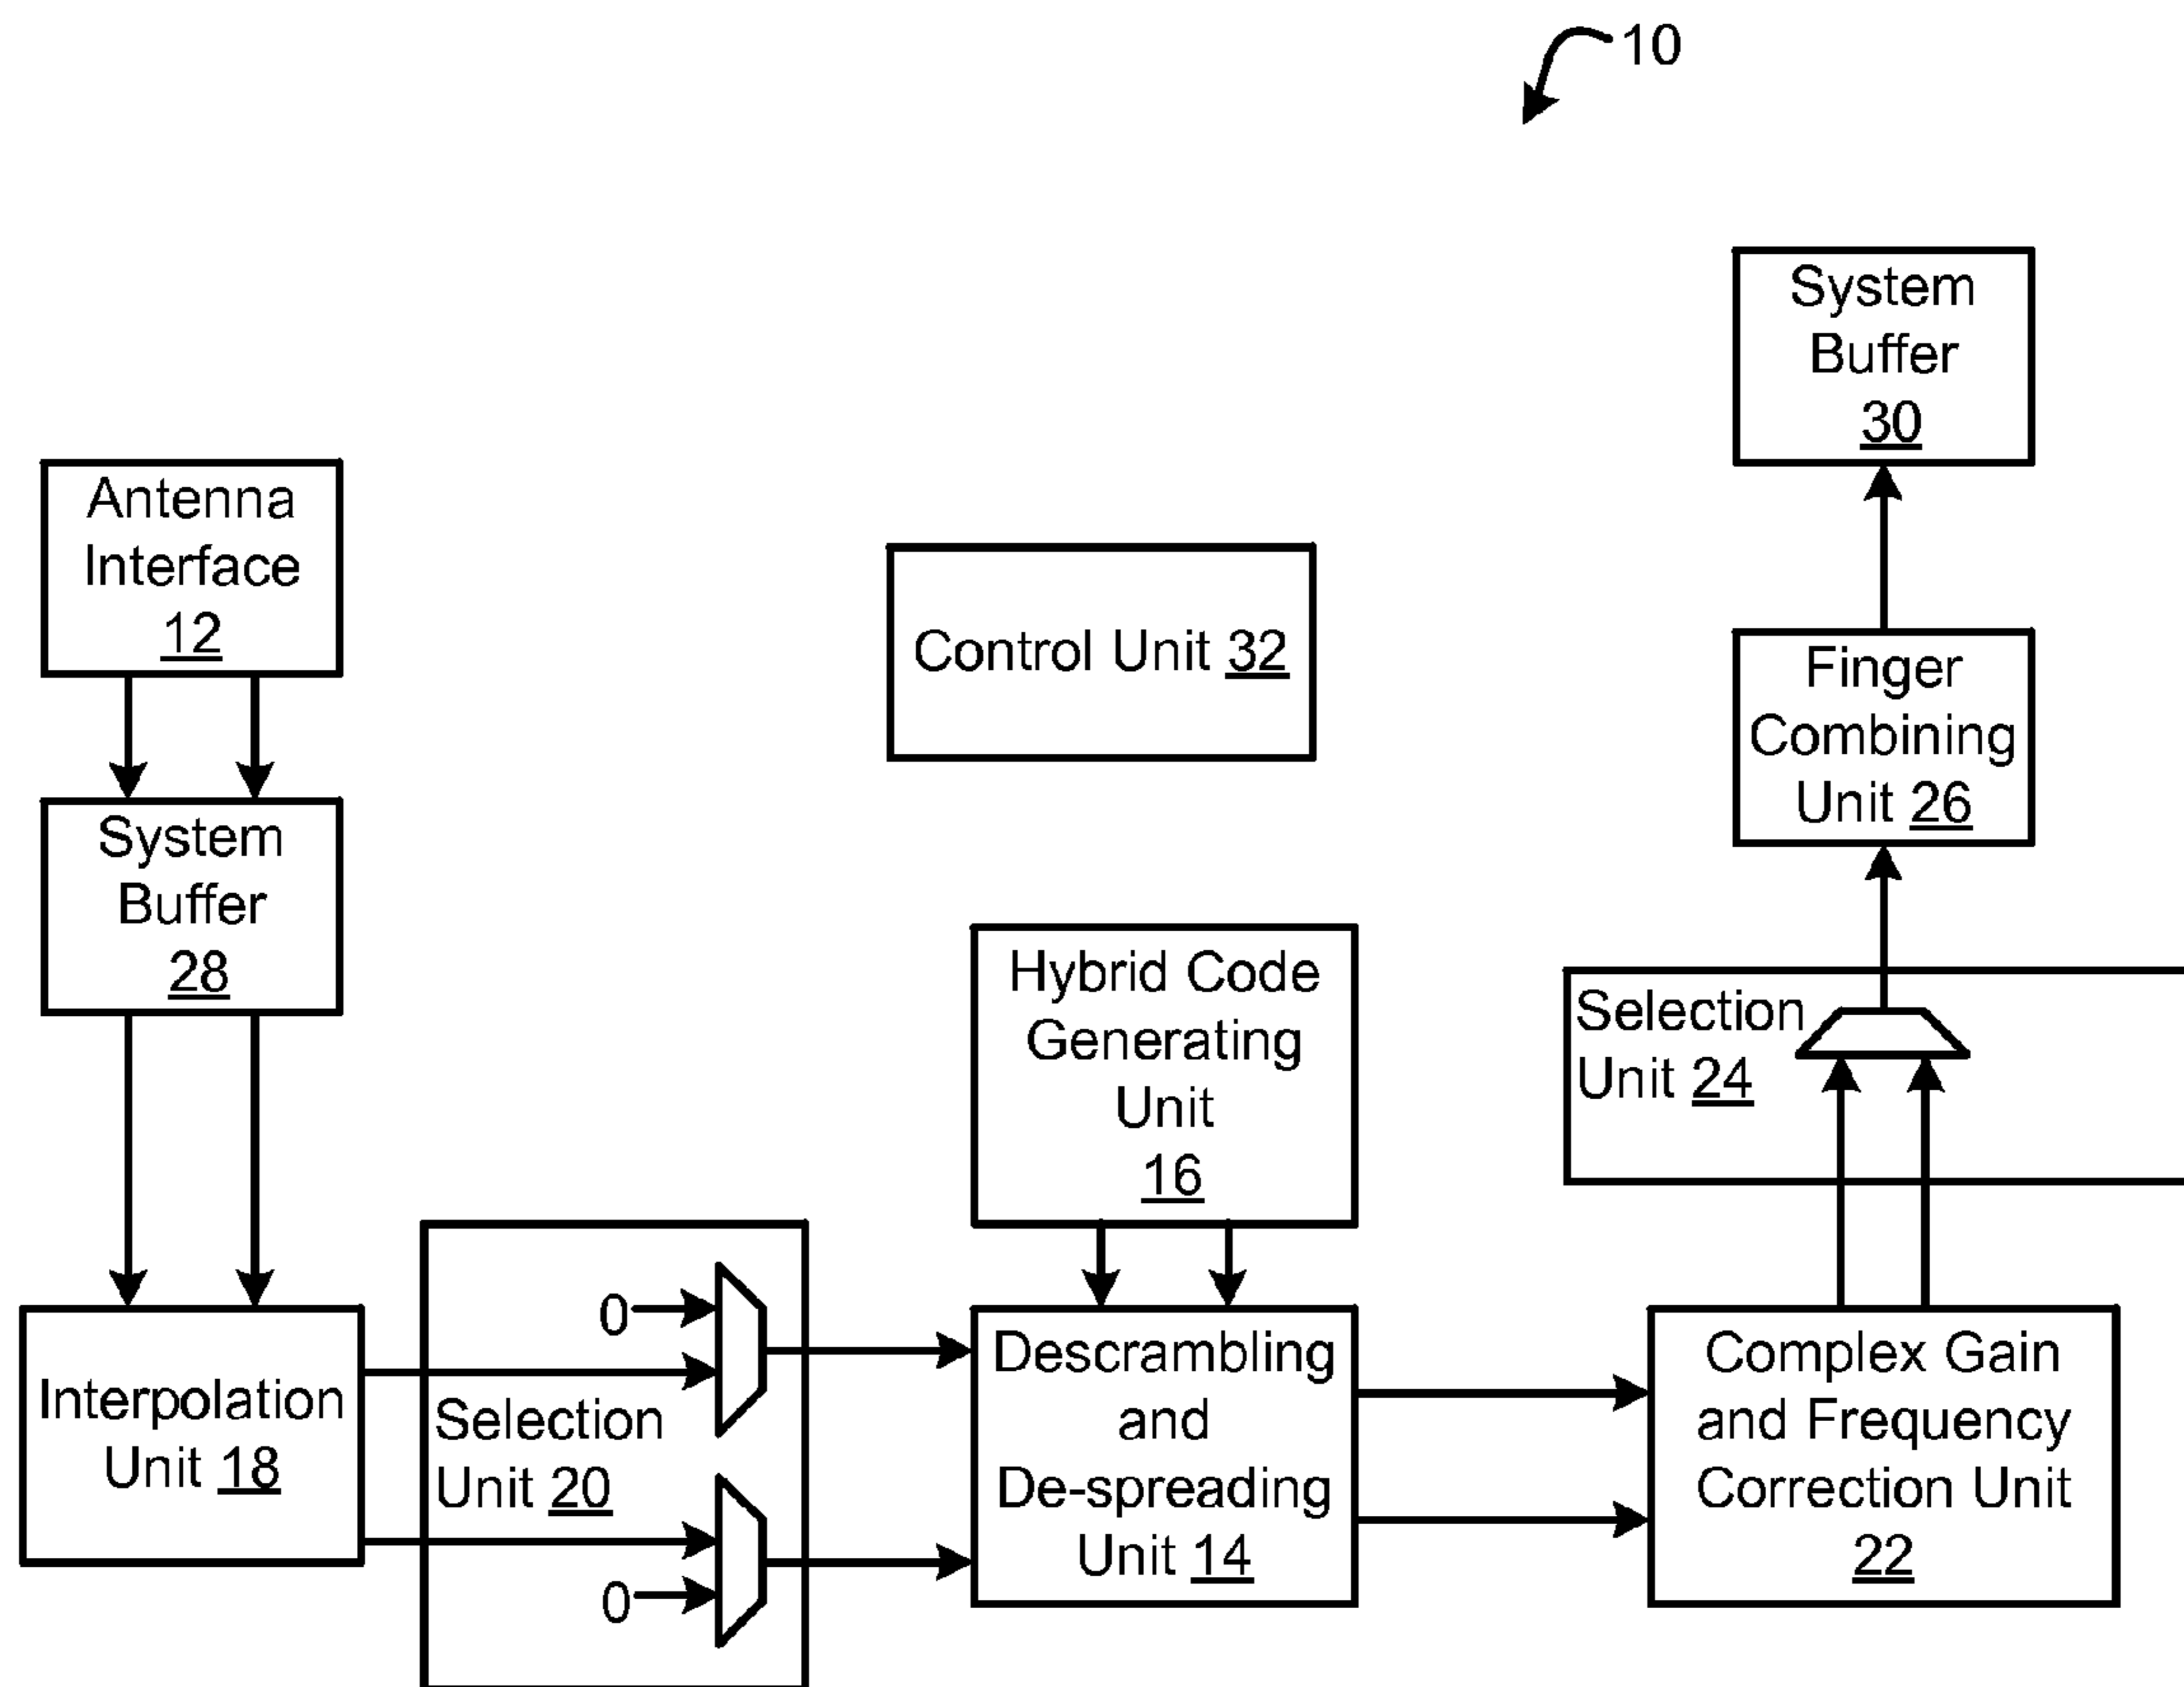 10
System
Buffer
30
Antenna
Interface
12
Control Unit 32
Finger
Combining
Unit 26
System
Buffer
28
Hybrid Code
Generating
Unit
16
Selection
Unit 24
0
Selection
Unit 20
0
Interpolation
Unit 18
Descrambling
and
De-spreading
Unit 14
Complex Gain
and Frequency
Correction Unit
22